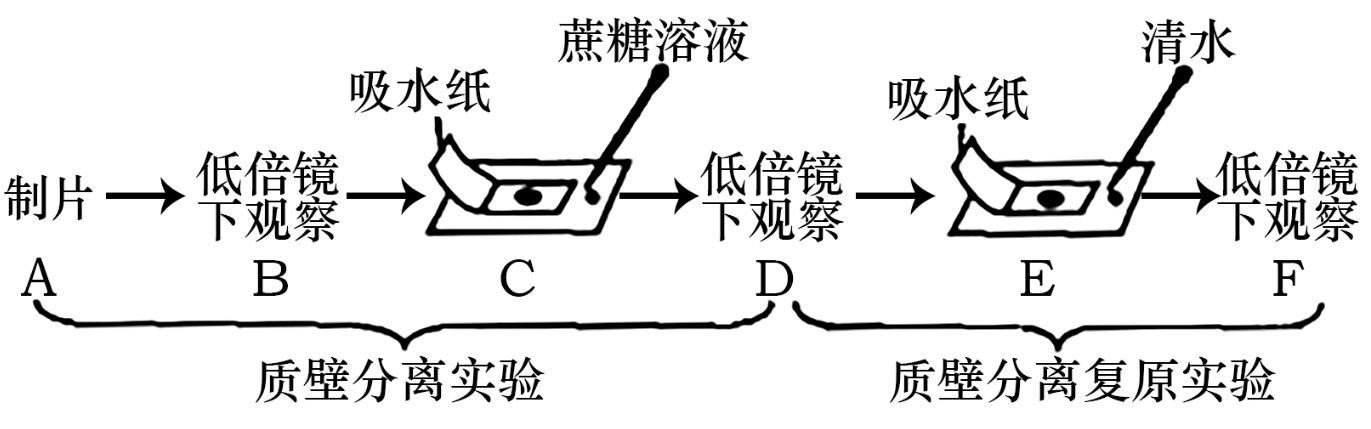 蔗糖溶液
清水
吸水纸
吸水纸
制片
低倍镜
下观察
低倍镜
下观察
低倍镜
下观察
A
B
C
D
E
F
质壁分离实验
质壁分离复原实验